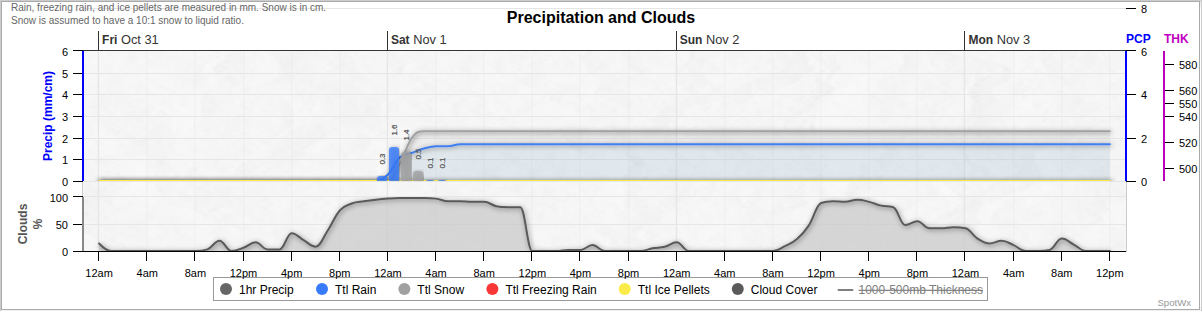 Rain, freezing rain, and ice pellets are measured in mm. Snow is in cm.
Snow is assumed to have a 10:1 snow to liquid ratio.
Precipitation and Clouds
8
Fri Oct 31 Sat Nov 1 Sun Nov 2 Mon Nov 3
PCP THK
6 5 4 3 2 1 0
Precip (mm/cm)
0.3 1.6 1.4 0.5 0.1 0.1
6 4 2 0
580 560 540 520 500
100 50 0
Clouds
%
12am 4am 8am 12pm 4pm 8pm 12am 4am 8am 12pm 4pm 8pm 12am 4am 8am 12pm 4pm 8pm 12am 4am 8am 12pm
1hr Precip Ttl Rain Ttl Snow Ttl Freezing Rain Ttl Ice Pellets Cloud Cover 1000-500mb Thickness
SpotWx